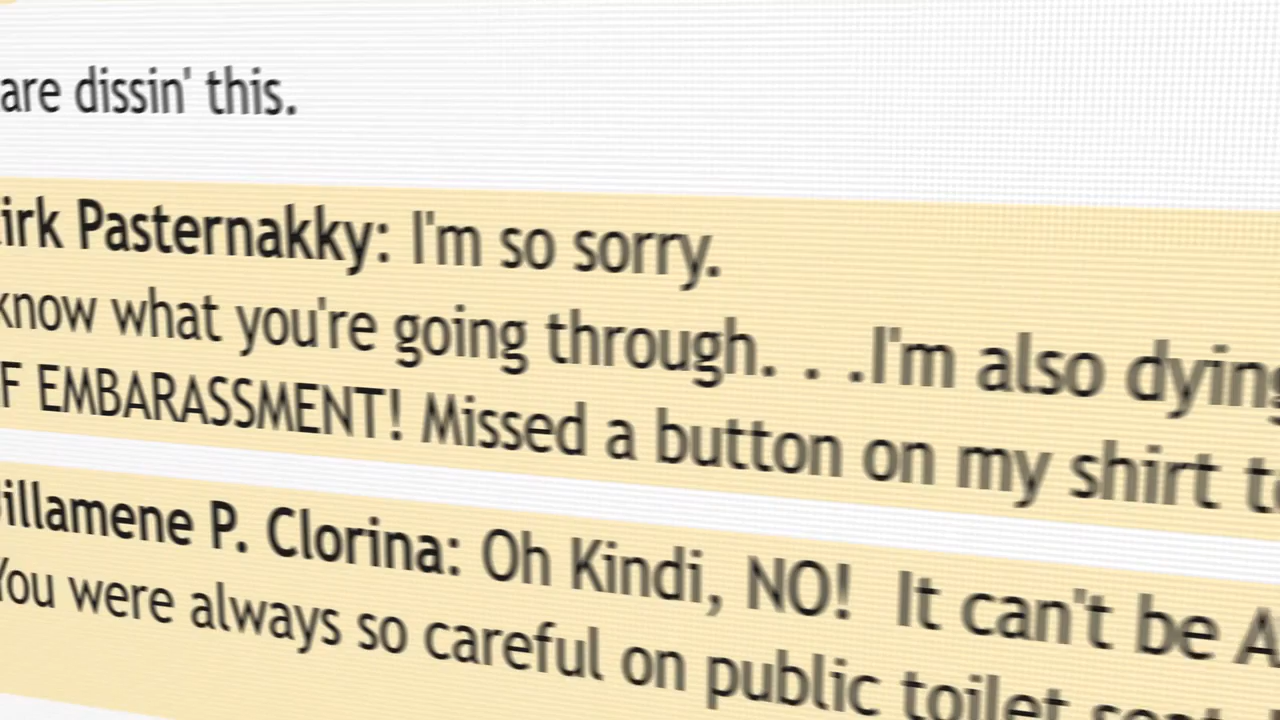 are dissin' this.
irk Pasternakky: I'm so sorry.
know what you're going through. . .I'm also dying
F EMBARASSMENT! Missed a button on my shirt
illamene P. Clorina: Oh Kindi, NO! It can't be
You were always so careful on public toilet